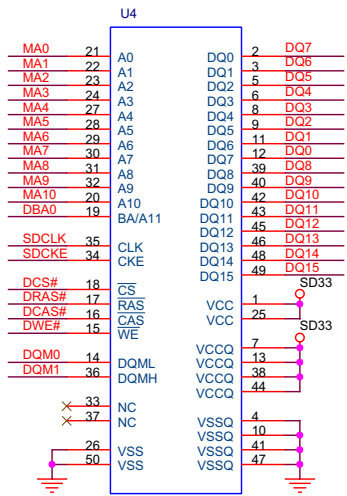 U4
MA0 21 A0 DQ0 2 DQ7
MA1 22 A1 DQ1 3 DQ6
MA2 23 A2 DQ2 5 DQ5
MA3 24 A3 DQ3 6 DQ4
MA4 27 A4 DQ4 8 DQ3
MA5 28 A5 DQ5 9 DQ2
MA6 29 A6 DQ6 11 DQ1
MA7 30 A7 DQ7 12 DQ0
MA8 31 A8 DQ8 39 DQ8
MA9 32 A9 DQ9 40 DQ9
MA10 20 A10 DQ10 42 DQ10
DBA0 19 BA/A11 DQ11 43 DQ11
DQ12 45 DQ12
SDCLK 35 CLK DQ13 46 DQ13
SDCKE 34 CKE DQ14 48 DQ14
DQ15 49 DQ15
DCS# 18 CS SD33
DRAS# 17 RAS VCC 1
DCAS# 16 CAS VCC 25
DWE# 15 WE SD33
VCCQ 7
DQM0 14 DQML VCCQ 13
DQM1 36 DQMH VCCQ 38
VCCQ 44
33 NC
37 NC VSSQ 4
VSSQ 10
26 VSS VSSQ 41
50 VSS VSSQ 47